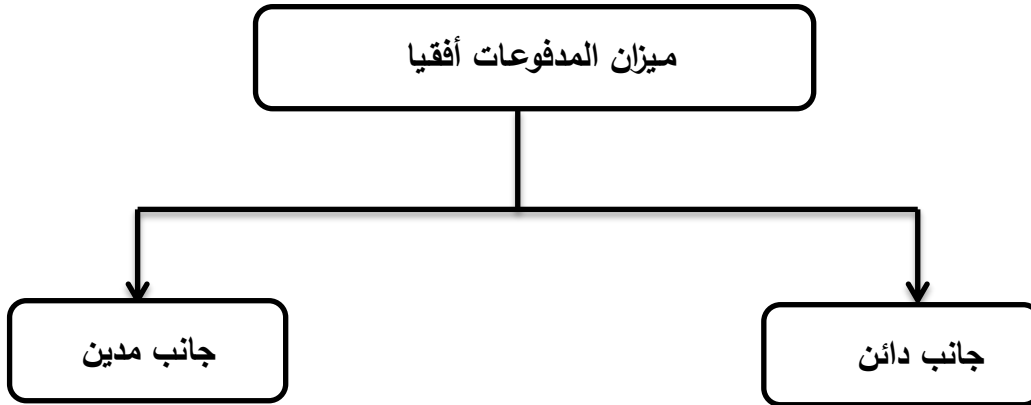 ميزان المدفوعات أفقيا
جانب دائن
جانب مدين